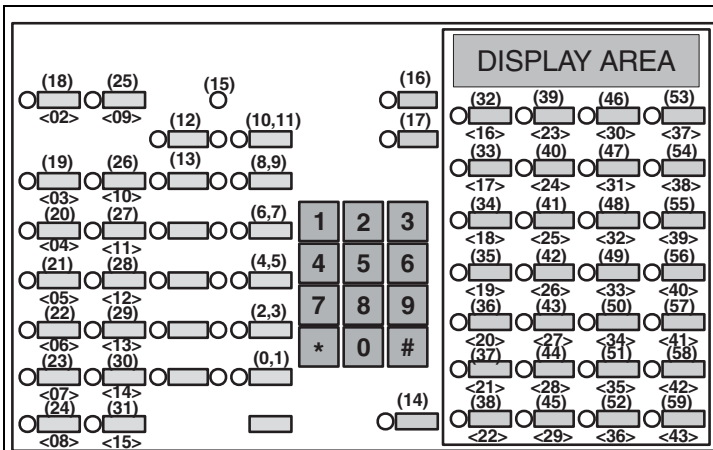 DISPLAY AREA
(18) (25) (15) (16)
<02> <09>
(12) (10,11) (17)
(19) (26) (13) (8,9)
<03> <10>
(20) (27) (6,7)
<04> <11>
(21) (28) (4,5)
<05> <12>
(22) (29) (2,3)
<06> <13>
(23) (30) (0,1)
<07> <14>
(24) (31) (14)
<08> <15>
1 2 3
4 5 6
7 8 9
* 0 #
(32) (39) (46) (53)
<16> <23> <30> <37>
(33) (40) (47) (54)
<17> <24> <31> <38>
(34) (41) (48) (55)
<18> <25> <32> <39>
(35) (42) (49) (56)
<19> <26> <33> <40>
(36) (43) (50) (57)
<20> <27> <34> <41>
(37) (44) (51) (58)
<21> <28> <35> <42>
(38) (45) (52) (59)
<22> <29> <36> <43>